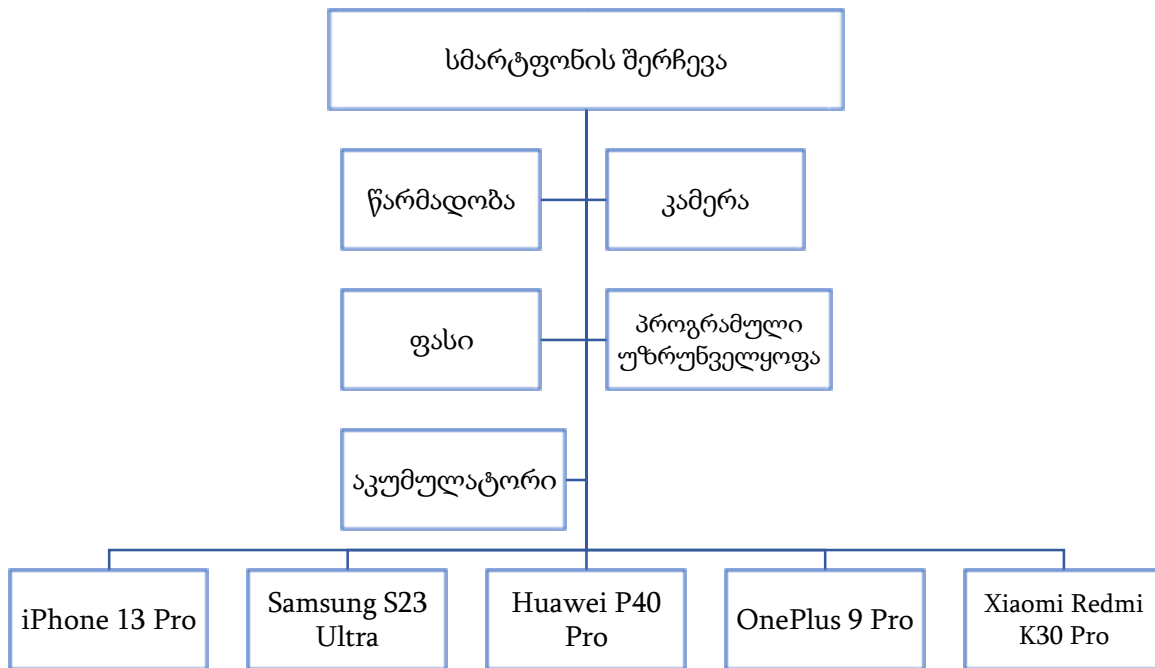 სმარტფონის შერჩევა
წარმადობა
კამერა
ფასი
პროგრამული
უზრუნველყოფა
აკუმულატორი
iPhone 13 Pro
Samsung S23
Ultra
Huawei P40
Pro
OnePlus 9 Pro
Xiaomi Redmi
K30 Pro